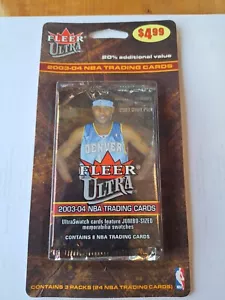 FLEER
ULTRA
$4.99
20% additional value
2003-04 NBA TRADING CARDS
DENVER
FLEER
ULTRA
2003-04 NBA TRADING CARDS
UltraSwatch cards feature JUMBO-SIZED
memorabilia swatches
CONTAINS 8 NBA TRADING CARDS
CONTAINS 3 PACKS (24 NBA TRADING CARDS)
NBA